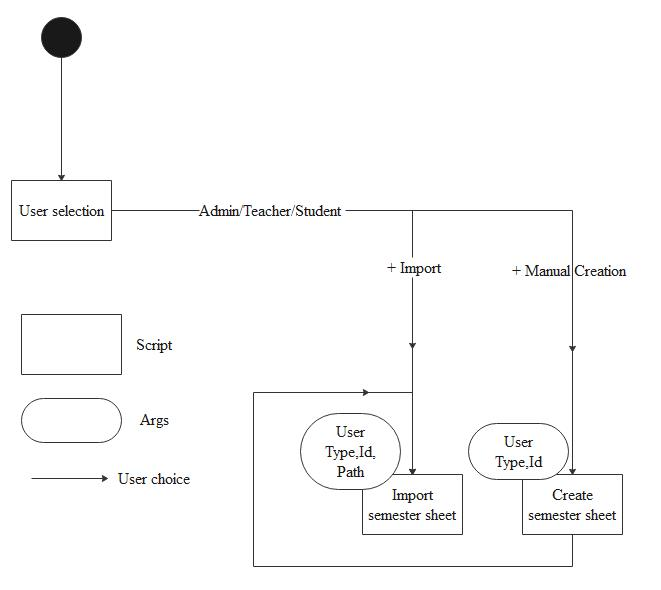 User selection
Admin/Teacher/Student
+ Import
+ Manual Creation
Script
Args
User choice
User
Type,Id,
Path
Import
semester sheet
User
Type,Id
Create
semester sheet